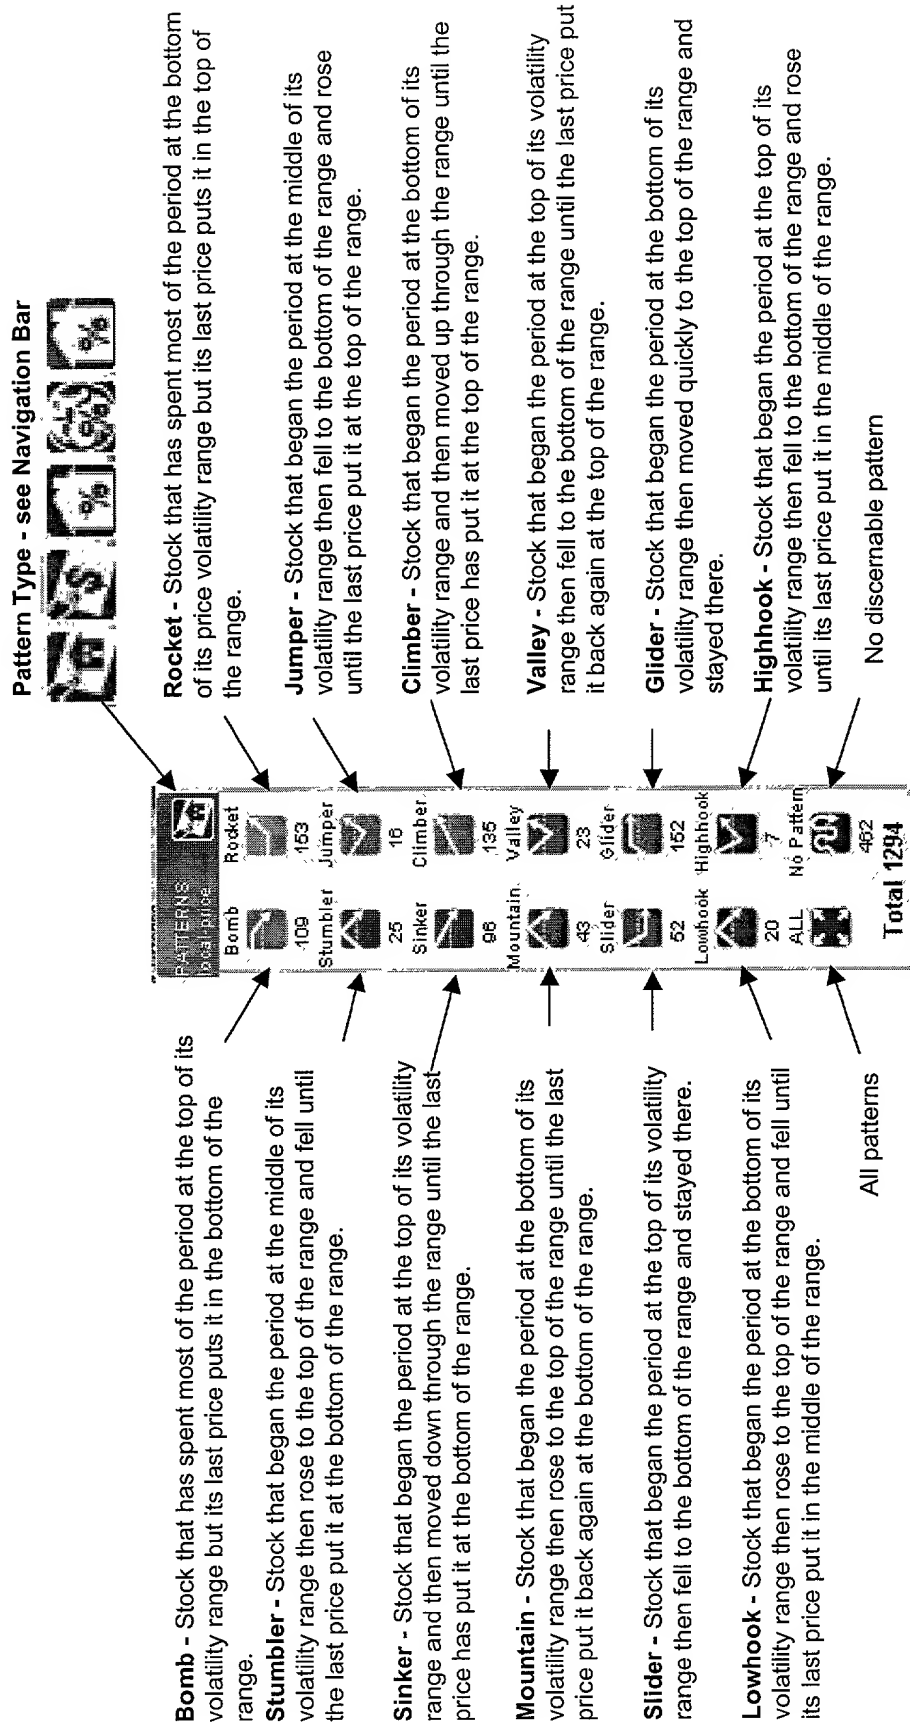 Pattern Type - see Navigation Bar
Bomb - Stock that has spent most of the period at the top of its
volatility range but its last price puts it in the bottom of the
range.
Stumbler - Stock that began the period at the middle of its
volatility range then rose to the top of the range and fell until
the last price put it at the bottom of the range.
Sinker - Stock that began the period at the top of its volatility
range and then moved down through the range until the last
price has put it at the bottom of the range.
Mountain - Stock that began the period at the bottom of its
volatility range then rose to the top of the range until the last
price put it back again at the bottom of the range.
Slider - Stock that began the period at the top of its volatility
range then fell to the bottom of the range and stayed there.
Lowhook - Stock that began the period at the bottom of its
volatility range then rose to the top of the range and fell until
its last price put it in the middle of the range.
All patterns
PATTERNS
local price
Bomb Rocket
109 153
Stumbler Jumper
25 16
Sinker Climber
96 135
Mountain Valley
43 23
Slider Glider
52 152
Lowhook Highhook
20 7
ALL No Pattern
462
Total 1294
Rocket - Stock that has spent most of the period at the bottom
of its price volatility range but its last price puts it in the top of
the range.
Jumper - Stock that began the period at the middle of its
volatility range then fell to the bottom of the range and rose
until the last price put it at the top of the range.
Climber - Stock that began the period at the bottom of its
volatility range and then moved up through the range until the
last price has put it at the top of the range.
Valley - Stock that began the period at the top of its volatility
range then fell to the bottom of the range until the last price put
it back again at the top of the range.
Glider - Stock that began the period at the bottom of its
volatility range then moved quickly to the top of the range and
stayed there.
Highhook - Stock that began the period at the top of its
volatility range then fell to the bottom of the range and rose
until its last price put it in the middle of the range.
No discernable pattern